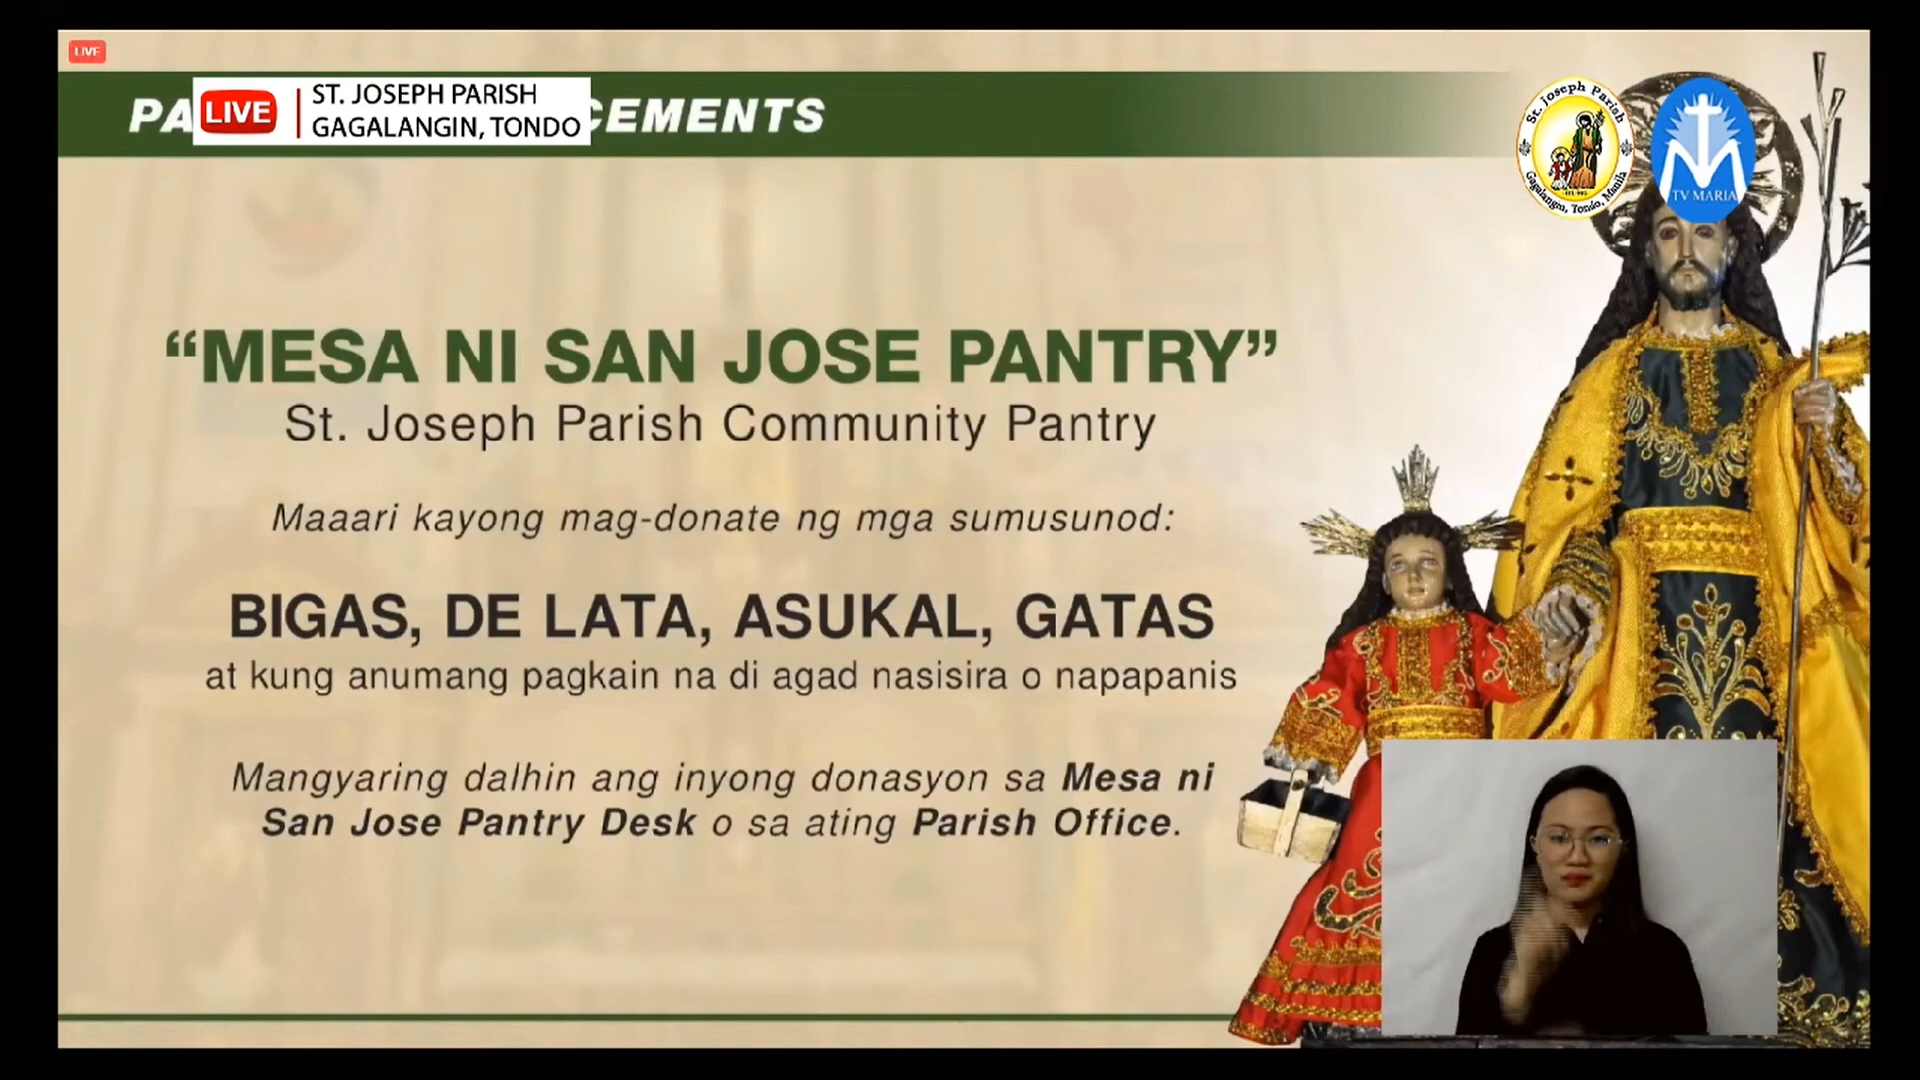 LIVE
PA
CEMENTS
LIVE
ST. JOSEPH PARISH
GAGALANGIN, TONDO
St. Joseph Parish
Gagalangin, Tondo, Manila
TV MARIA
“MESA NI SAN JOSE PANTRY”
St. Joseph Parish Community Pantry
Maaari kayong mag-donate ng mga sumusunod:
BIGAS, DE LATA, ASUKAL, GATAS
at kung anumang pagkain na di agad nasisira o napapanis
Mangyaring dalhin ang inyong donasyon sa Mesa ni
San Jose Pantry Desk o sa ating Parish Office.